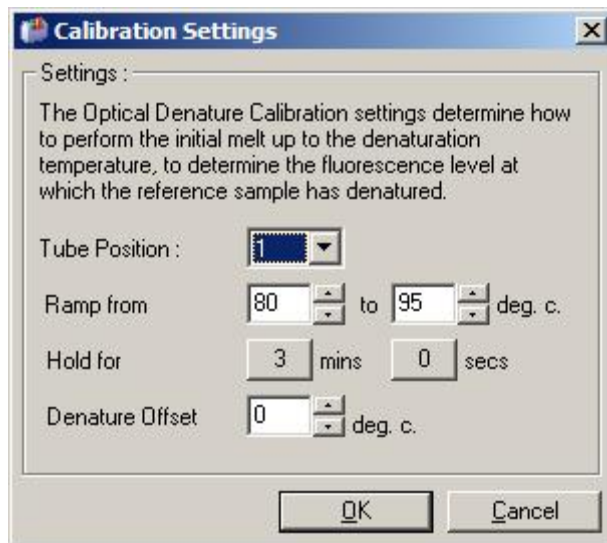 Calibration Settings
Settings :
The Optical Denature Calibration settings determine how
to perform the initial melt up to the denaturation
temperature, to determine the fluorescence level at
which the reference sample has denatured.
Tube Position : 1
Ramp from 80 to 95 deg. c.
Hold for 3 mins 0 secs
Denature Offset 0 deg. c.
OK Cancel